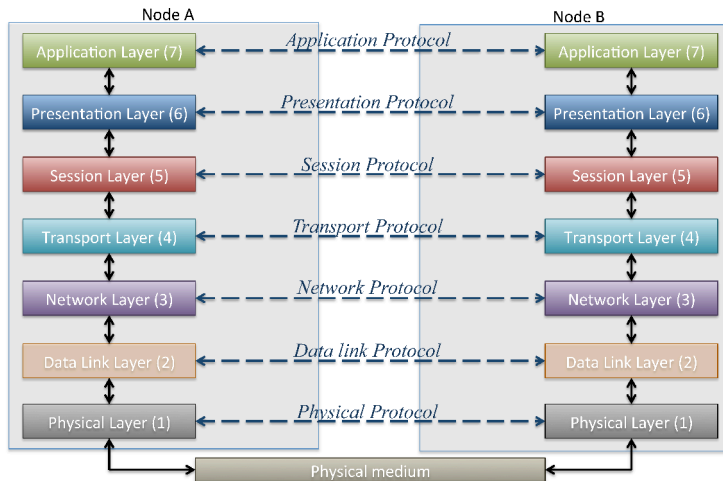 Node A
Node B
Application Layer (7)
Application Protocol
Application Layer (7)
Presentation Layer (6)
Presentation Protocol
Presentation Layer (6)
Session Layer (5)
Session Protocol
Session Layer (5)
Transport Layer (4)
Transport Protocol
Transport Layer (4)
Network Layer (3)
Network Protocol
Network Layer (3)
Data Link Layer (2)
Data link Protocol
Data Link Layer (2)
Physical Layer (1)
Physical Protocol
Physical Layer (1)
Physical medium